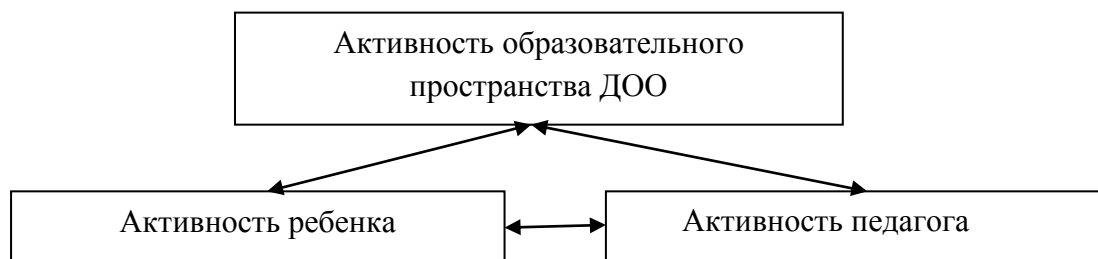 Активность образовательного
пространства ДОО
Активность ребенка
Активность педагога